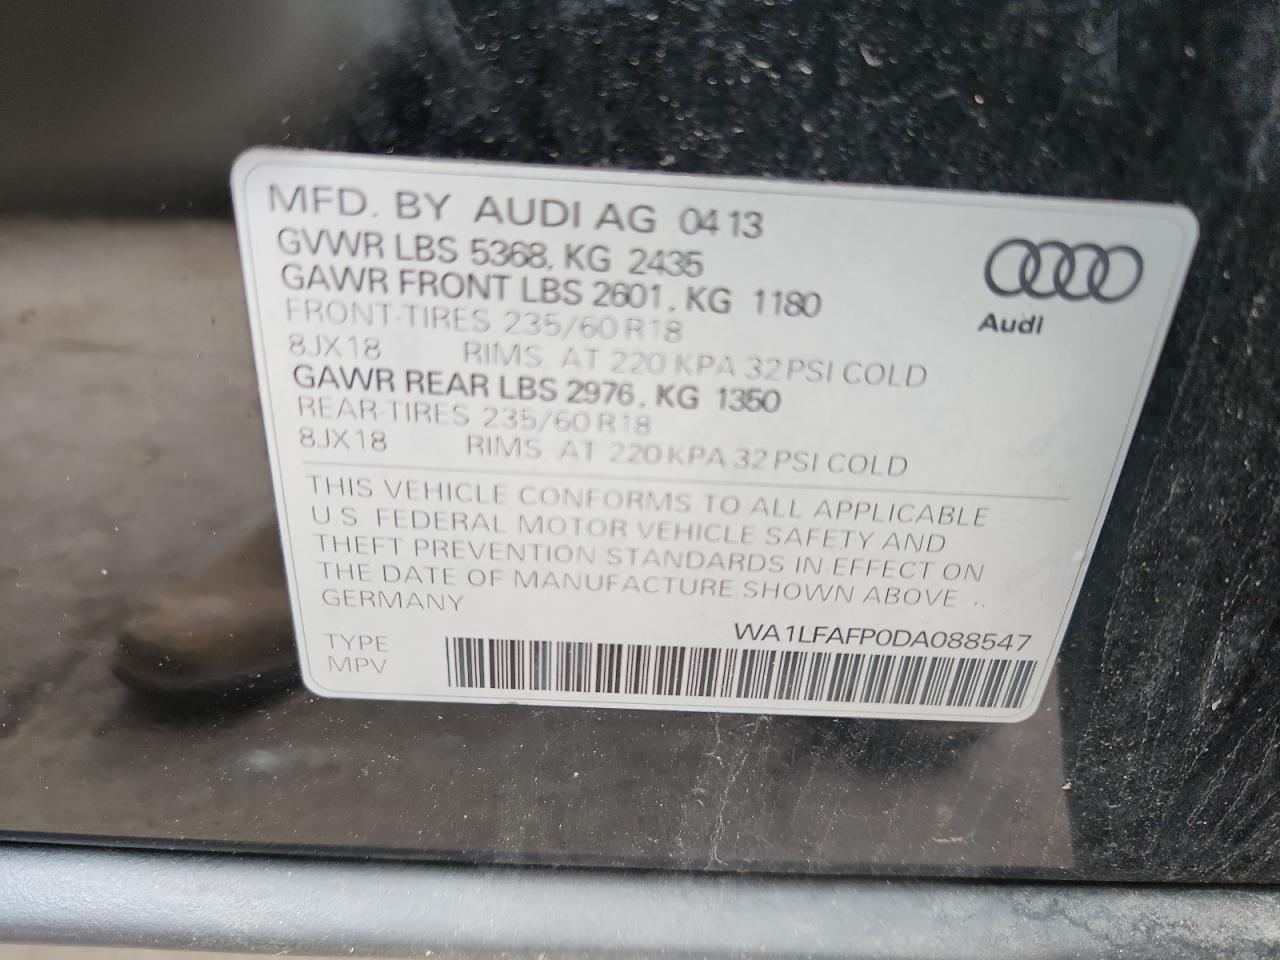 MFD. BY AUDI AG 04 13
GVWR LBS 5368, KG 2435
GAWR FRONT LBS 2601, KG 1180
FRONT-TIRES 235/60 R18
8JX18 RIMS, AT 220 KPA 32 PSI COLD
GAWR REAR LBS 2976, KG 1350
REAR-TIRES 235/60 R18
8JX18 RIMS, AT 220 KPA 32 PSI COLD
Audi
THIS VEHICLE CONFORMS TO ALL APPLICABLE
U.S. FEDERAL MOTOR VEHICLE SAFETY AND
THEFT PREVENTION STANDARDS IN EFFECT ON
THE DATE OF MANUFACTURE SHOWN ABOVE ..
GERMANY
WA1LFAFP0DA088547
TYPE:
MPV